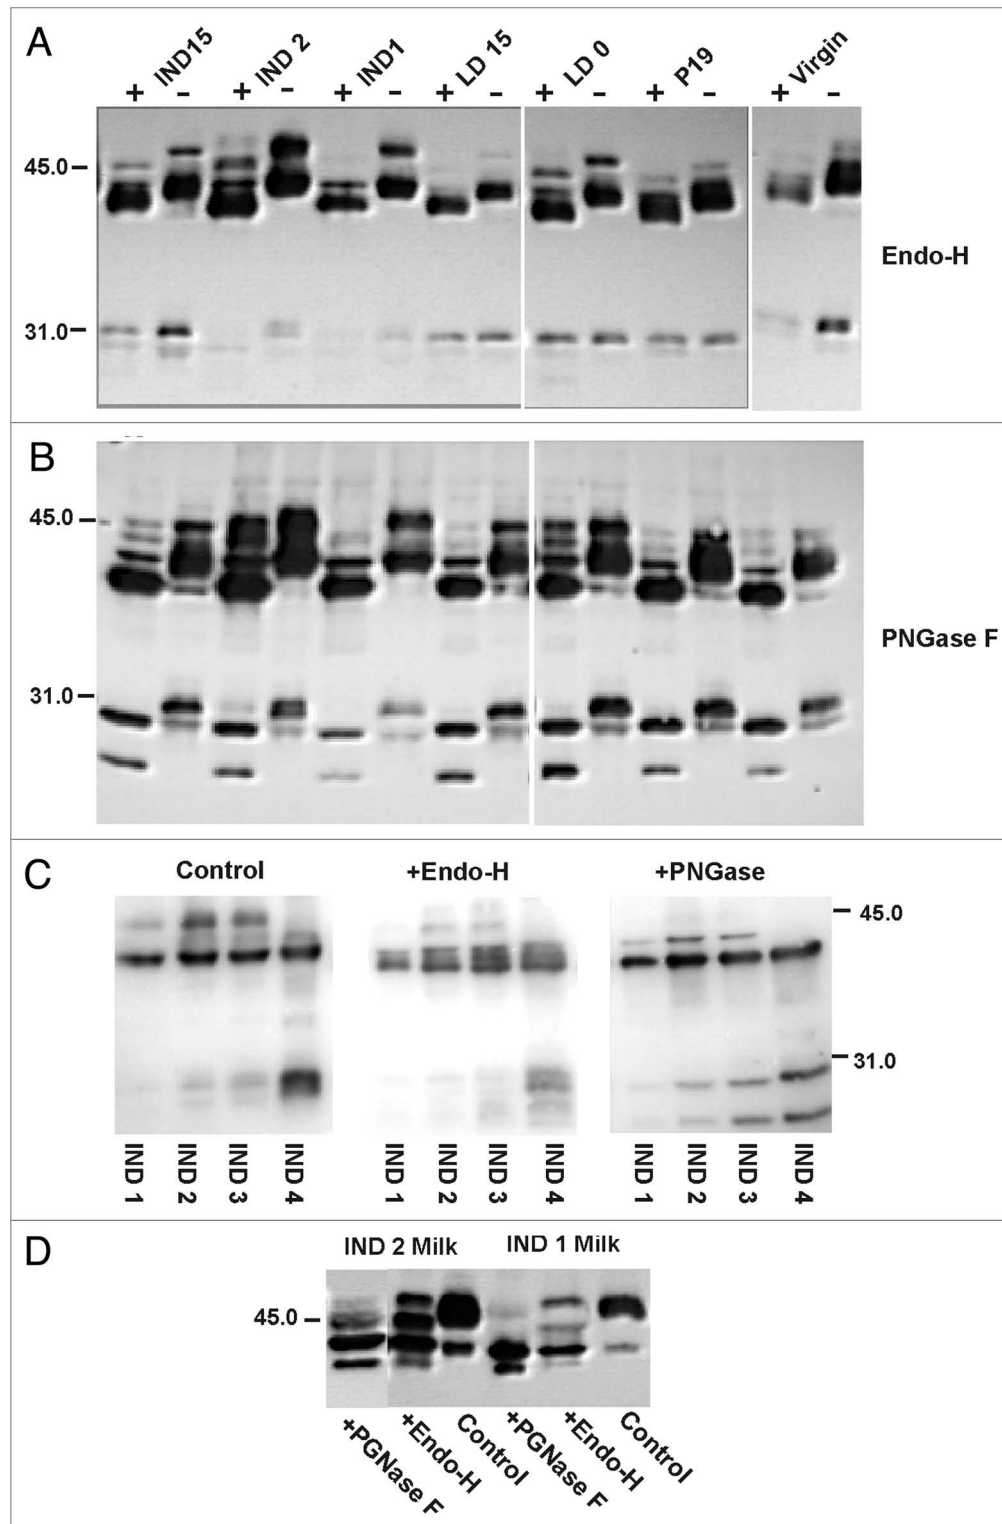 A
IND15 IND 2 IND1 LD 15 LD 0 P19 Virgin
+ − + − + − + − + − + − + −
45.0
Endo-H
31.0
B
45.0
PNGase F
31.0
C
Control +Endo-H +PNGase
45.0
31.0
IND 1 IND 2 IND 3 IND 4 IND 1 IND 2 IND 3 IND 4 IND 1 IND 2 IND 3 IND 4
D
IND 2 Milk IND 1 Milk
45.0
+PGNase F +Endo-H Control +PGNase F +Endo-H Control